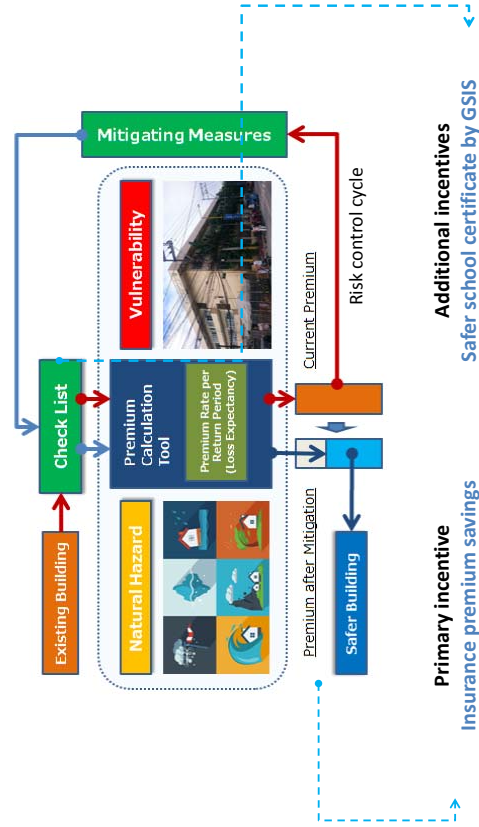 Existing Building
Check List
Mitigating Measures
Natural Hazard
Premium
Calculation
Tool
Premium Rate per
Return Period
(Loss Expectancy)
Vulnerability
Premium after Mitigation
Current Premium
Safer Building
Risk control cycle
Primary incentive
Insurance premium savings
Additional incentives
Safer school certificate by GSIS